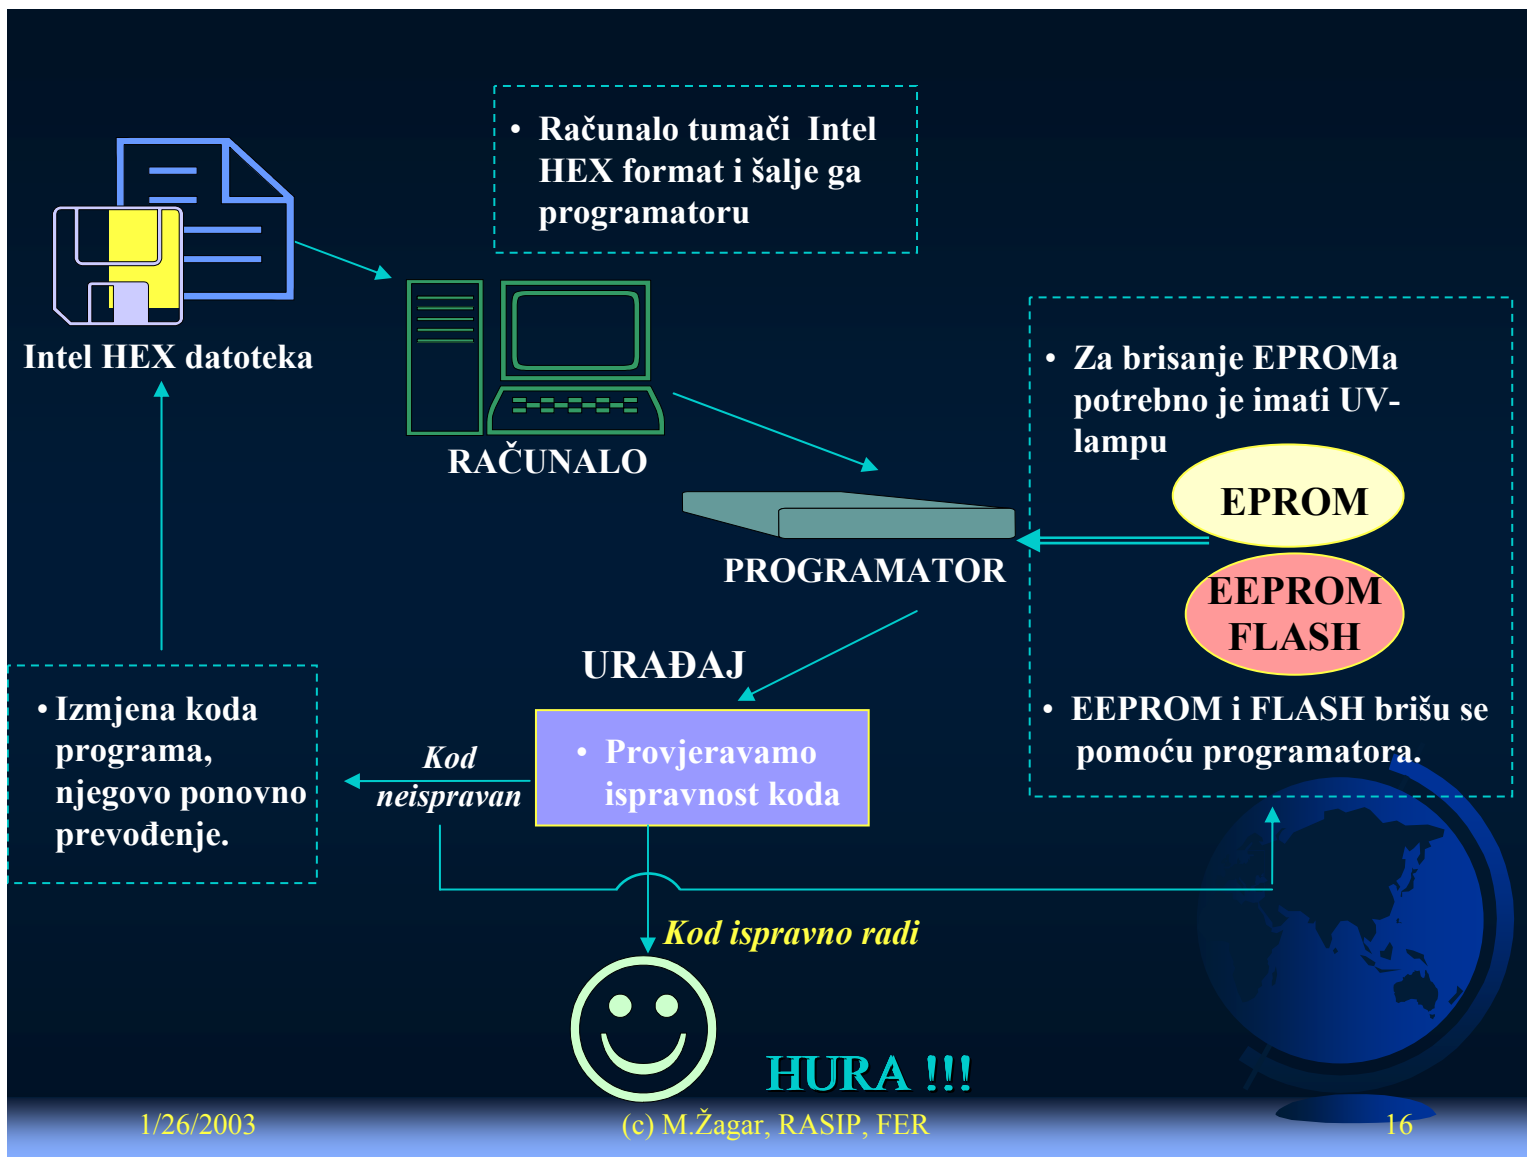 • Računalo tumači Intel
HEX format i šalje ga
programatoru
Intel HEX datoteka
RAČUNALO
• Za brisanje EPROMa
potrebno je imati UV-
lampu
EPROM
PROGRAMATOR
EEPROM
FLASH
• EEPROM i FLASH brišu se
pomoću programatora.
URAĐAJ
• Provjeravamo
ispravnost koda
Kod
neispravan
• Izmjena koda
programa,
njegovo ponovno
prevođenje.
Kod ispravno radi
HURA !!!
1/26/2003
(c) M.Žagar, RASIP, FER
16